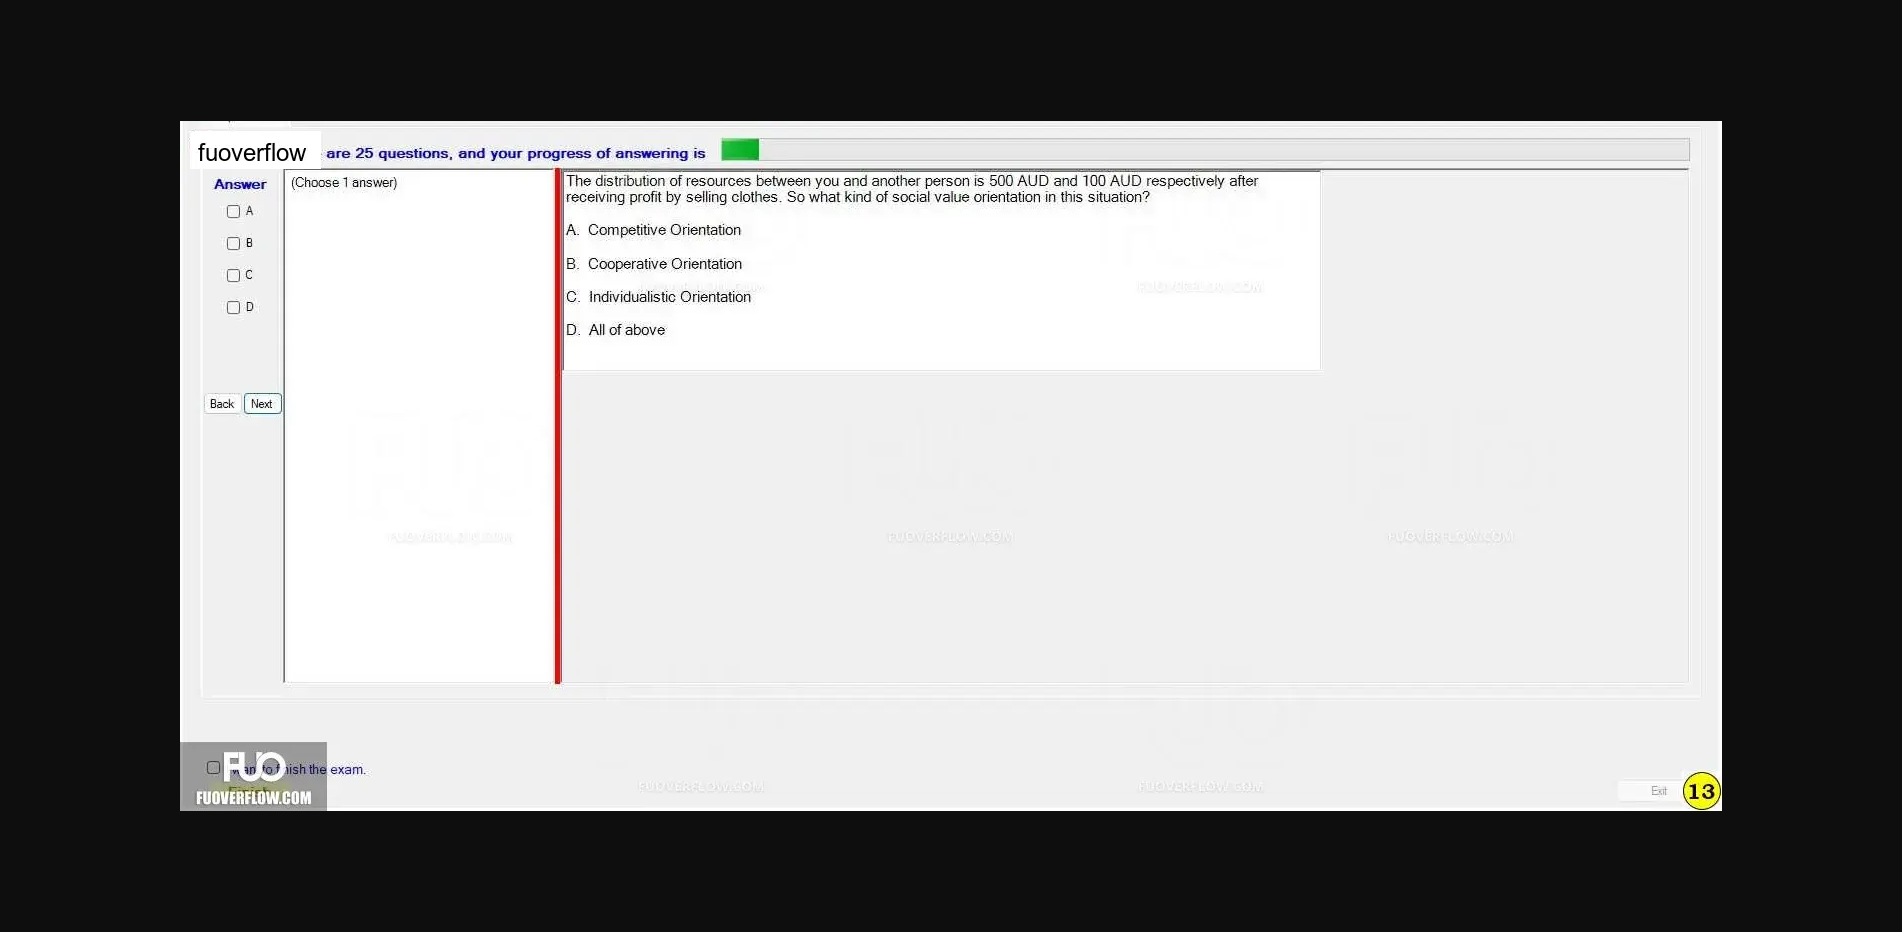 fuoverflow are 25 questions, and your progress of answering is
Answer
(Choose 1 answer)
A
B
C
D
Back Next
The distribution of resources between you and another person is 500 AUD and 100 AUD respectively after
receiving profit by selling clothes. So what kind of social value orientation in this situation?
A. Competitive Orientation
B. Cooperative Orientation
C. Individualistic Orientation
D. All of above
FUOVERFLOW.COM
FUOVERFLOW.COM
FUOVERFLOW.COM FUOVERFLOW.COM FUOVERFLOW.COM
FUO
the exam.
FUOVERFLOW.COM
FUOVERFLOW.COM FUOVERFLOW.COM
Exit
13